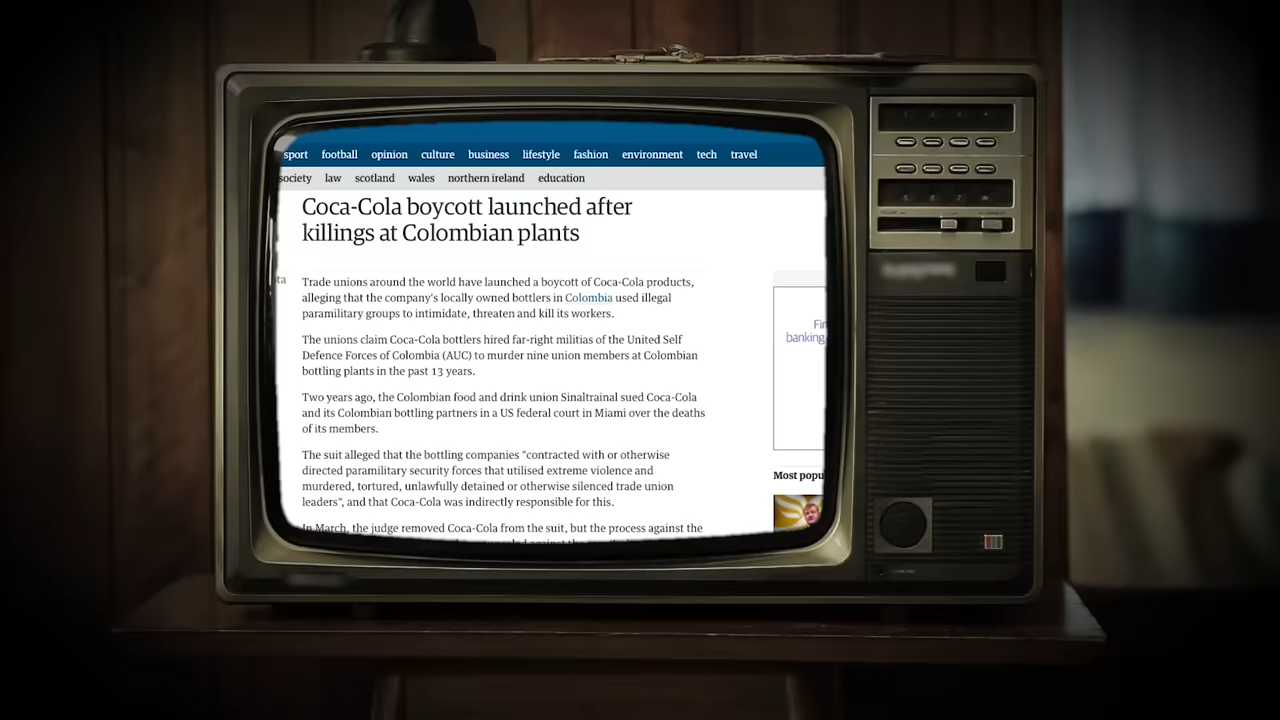 sport football opinion culture business lifestyle fashion environment tech travel
society law scotland wales northern ireland education
Coca-Cola boycott launched after
killings at Colombian plants
Trade unions around the world have launched a boycott of Coca-Cola products,
alleging that the company's locally owned bottlers in Colombia used illegal
paramilitary groups to intimidate, threaten and kill its workers.
The unions claim Coca-Cola bottlers hired far-right militias of the United Self
Defence Forces of Colombia (AUC) to murder nine union members at Colombian
bottling plants in the past 13 years.
Two years ago, the Colombian food and drink union Sinaltrainal sued Coca-Cola
and its Colombian bottling partners in a US federal court in Miami over the deaths
of its members.
The suit alleged that the bottling companies "contracted with or otherwise
directed paramilitary security forces that utilised extreme violence and
murdered, tortured, unlawfully detained or otherwise silenced trade union
leaders", and that Coca-Cola was indirectly responsible for this.
In March, the judge removed Coca-Cola from the suit, but the process against the
banking
Most popu